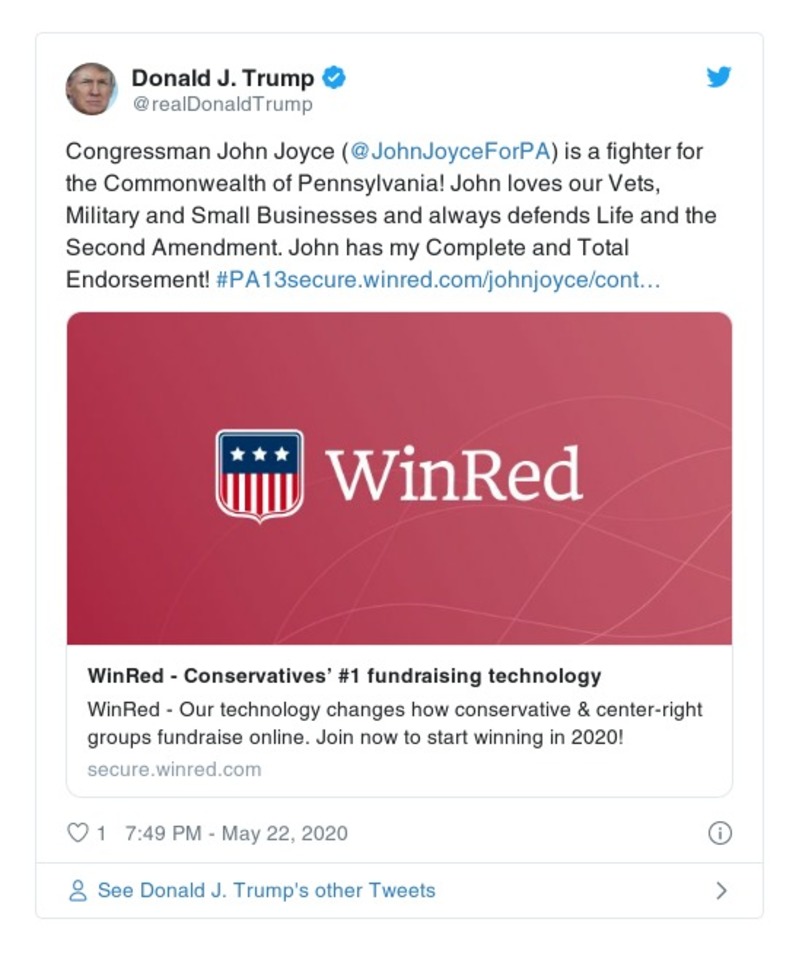 Donald J. Trump
@realDonaldTrump
Congressman John Joyce (@JohnJoyceForPA) is a fighter for
the Commonwealth of Pennsylvania! John loves our Vets,
Military and Small Businesses and always defends Life and the
Second Amendment. John has my Complete and Total
Endorsement! #PA13secure.winred.com/johnjoyce/cont…
WinRed
WinRed - Conservatives’ #1 fundraising technology
WinRed - Our technology changes how conservative & center-right
groups fundraise online. Join now to start winning in 2020!
secure.winred.com
1 7:49 PM - May 22, 2020
See Donald J. Trump's other Tweets